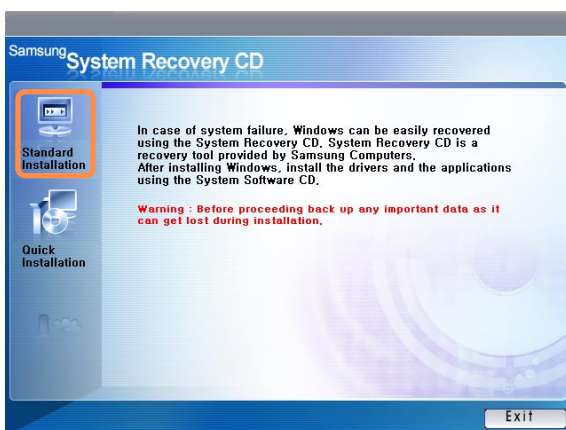 Samsung System Recovery CD
Standard
Installation
Quick
Installation
In case of system failure, Windows can be easily recovered
using the System Recovery CD. System Recovery CD is a
recovery tool provided by Samsung Computers.
After installing Windows, install the drivers and the applications
using the System Software CD.
Warning : Before proceeding back up any important data as it
can get lost during installation.
Exit